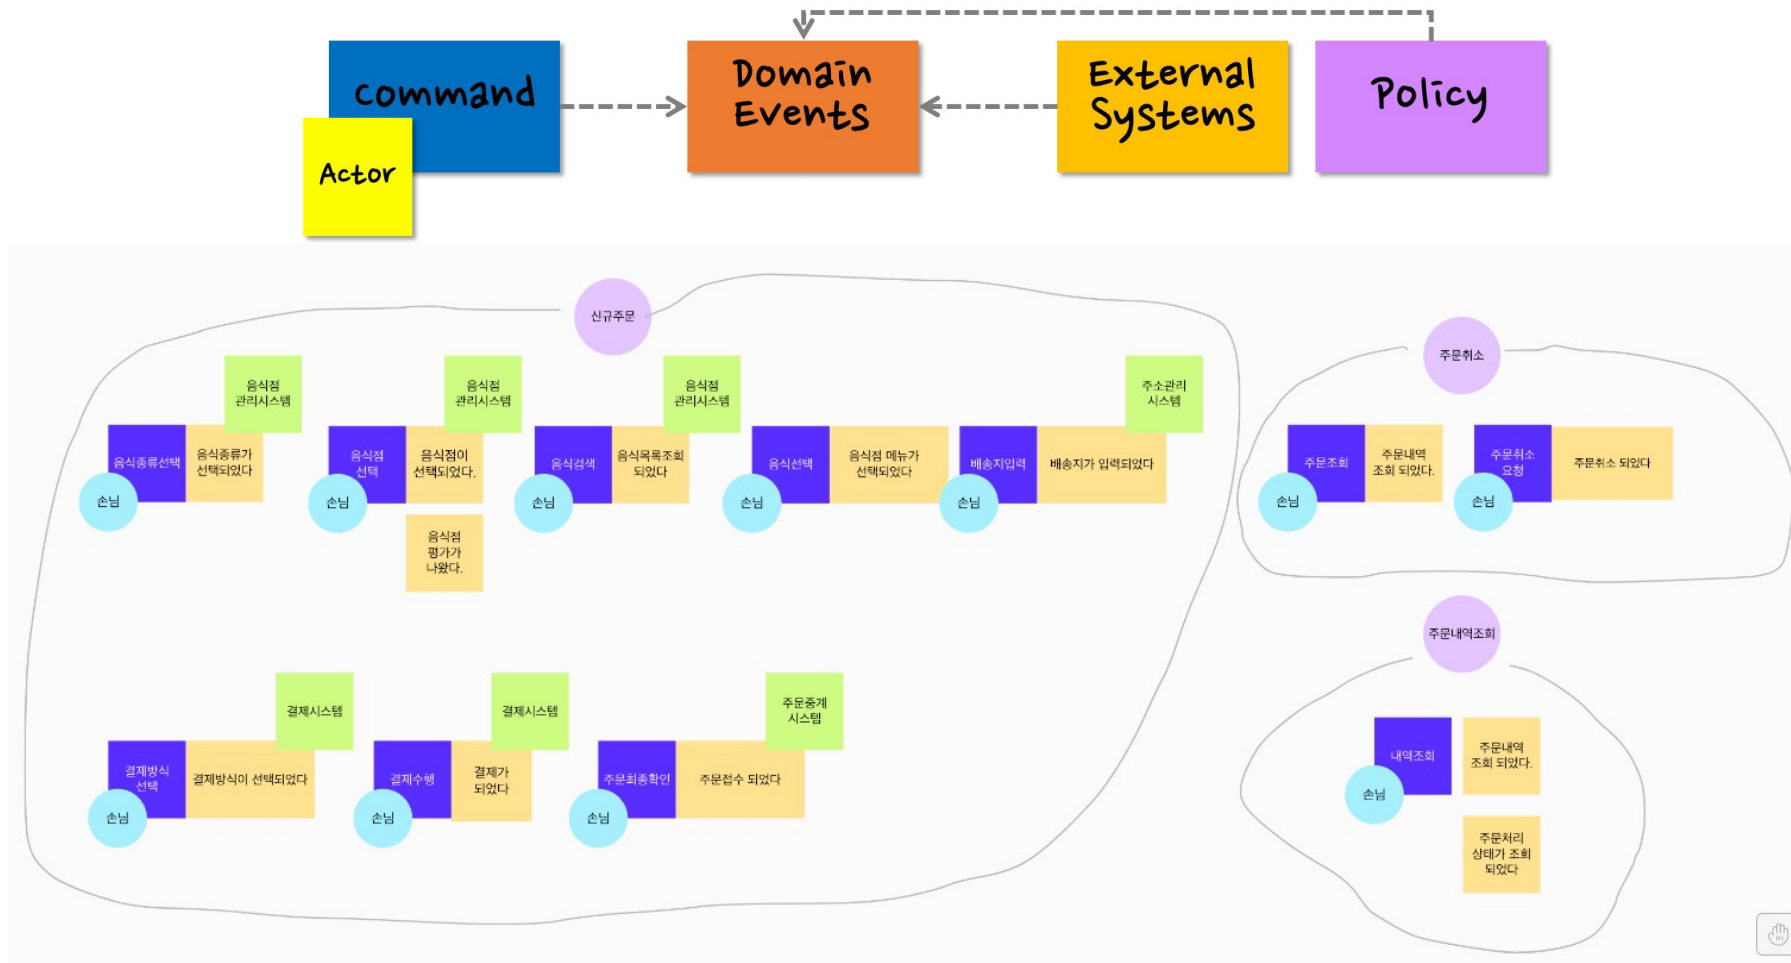 Command
Actor
Domain
Events
External
Systems
Policy
신규주문
음식점
관리시스템
음식종류선택
음식종류가
선택되었다
손님
음식점
관리시스템
음식점
선택
음식점이
선택되었다.
손님
음식점
평가가
나왔다.
음식점
관리시스템
음식검색
음식목록조회
되었다
손님
음식선택
음식점 메뉴가
선택되었다
손님
주소관리
시스템
배송지입력
배송지가 입력되었다
손님
결제시스템
결제방식
선택
결제방식이 선택되었다
손님
결제시스템
결제수행
결제가
되었다
손님
주문중계
시스템
주문최종확인
주문접수 되었다
손님
주문취소
주문조회
주문내역
조회 되었다.
손님
주문취소
요청
주문취소 되었다
손님
주문내역조회
내역조회
주문내역
조회 되었다.
손님
주문처리
상태가 조회
되었다